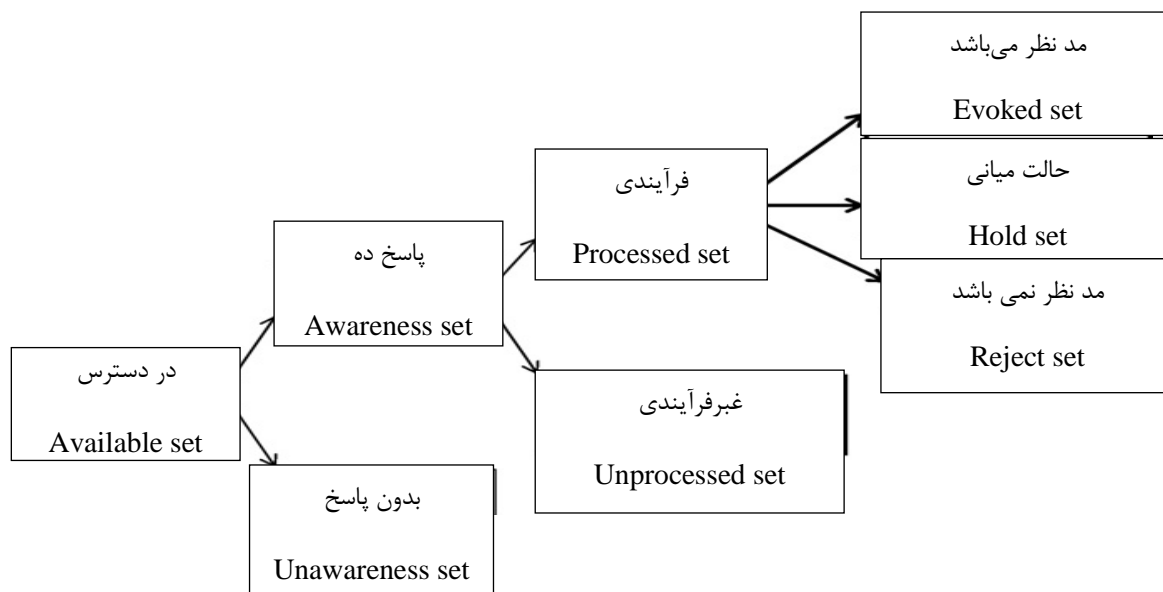 مد نظر می‌باشد
Evoked set
حالت میانی
Hold set
مد نظر نمی باشد
Reject set
فرآیندی
Processed set
پاسخ ده
Awareness set
در دسترس
Available set
غبرفرآیندی
Unprocessed set
بدون پاسخ
Unawareness set